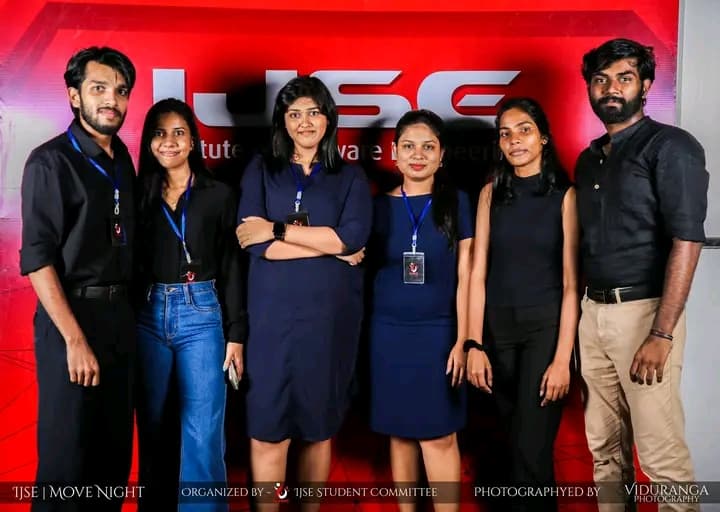 IJSE
'IJSE | MOVE NIGHT ORGANIZED BY - IJSE STUDENT COMMITTEE PHOTOGRAPHYED BY VIDURANGA
PHOTOGRAPHY